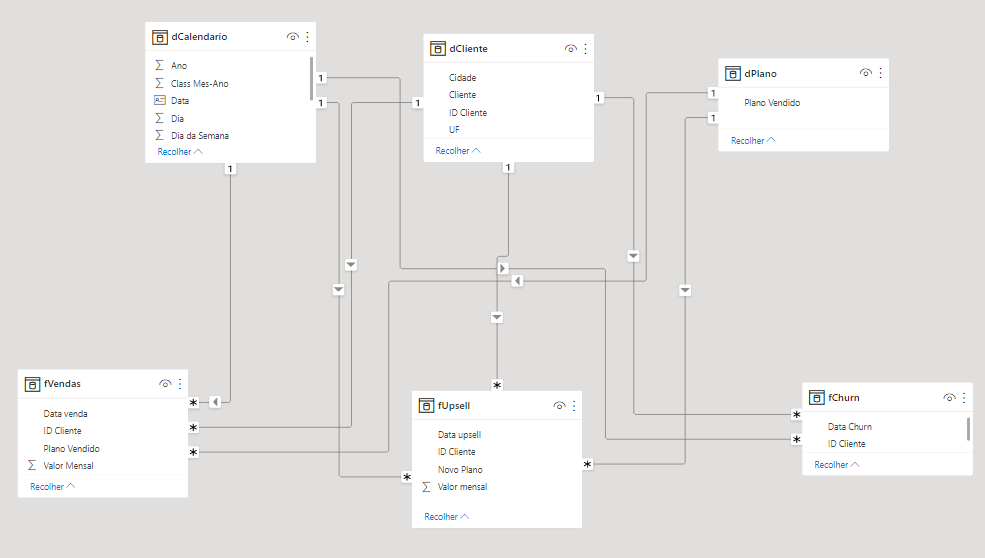 dCalendario
Ano
Class Mes-Ano
Data
Dia
Dia da Semana
Recolher
dCliente
Cidade
Cliente
ID Cliente
UF
Recolher
dPlano
Plano Vendido
Recolher
1
1
1
1
1
1
1
1
fVendas
Data venda
ID Cliente
Plano Vendido
Valor Mensal
Recolher
*
*
*
fUpsell
Data upsell
ID Cliente
Novo Plano
Valor mensal
Recolher
*
*
*
fChurn
Data Churn
ID Cliente
Recolher
*
*